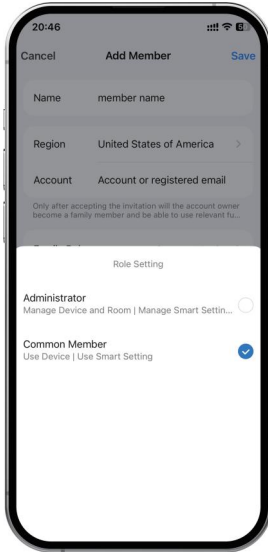 20:46
Cancel Add Member Save
Name member name
Region United States of America
Account Account or registered email
Only after accepting the invitation will the account owner
become a family member and be able to use relevant fu...
Role Setting
Administrator
Manage Device and Room | Manage Smart Settin...
Common Member
Use Device | Use Smart Setting